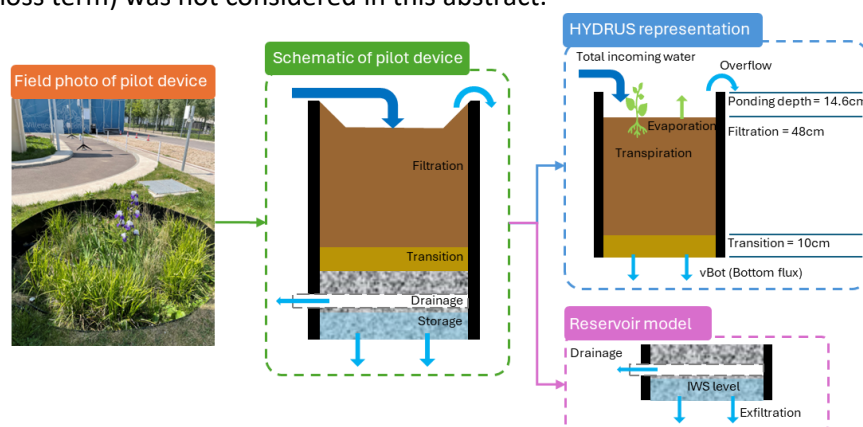 loss term) was not considered in this abstract.
Field photo of pilot device
Schematic of pilot device
Filtration
Transition
Drainage
Storage
HYDRUS representation
Total incoming water
Overflow
Ponding depth = 14.6cm
Evaporation
Filtration = 48cm
Transpiration
Transition = 10cm
vBot (Bottom flux)
Reservoir model
Drainage
IWS level
Exfiltration